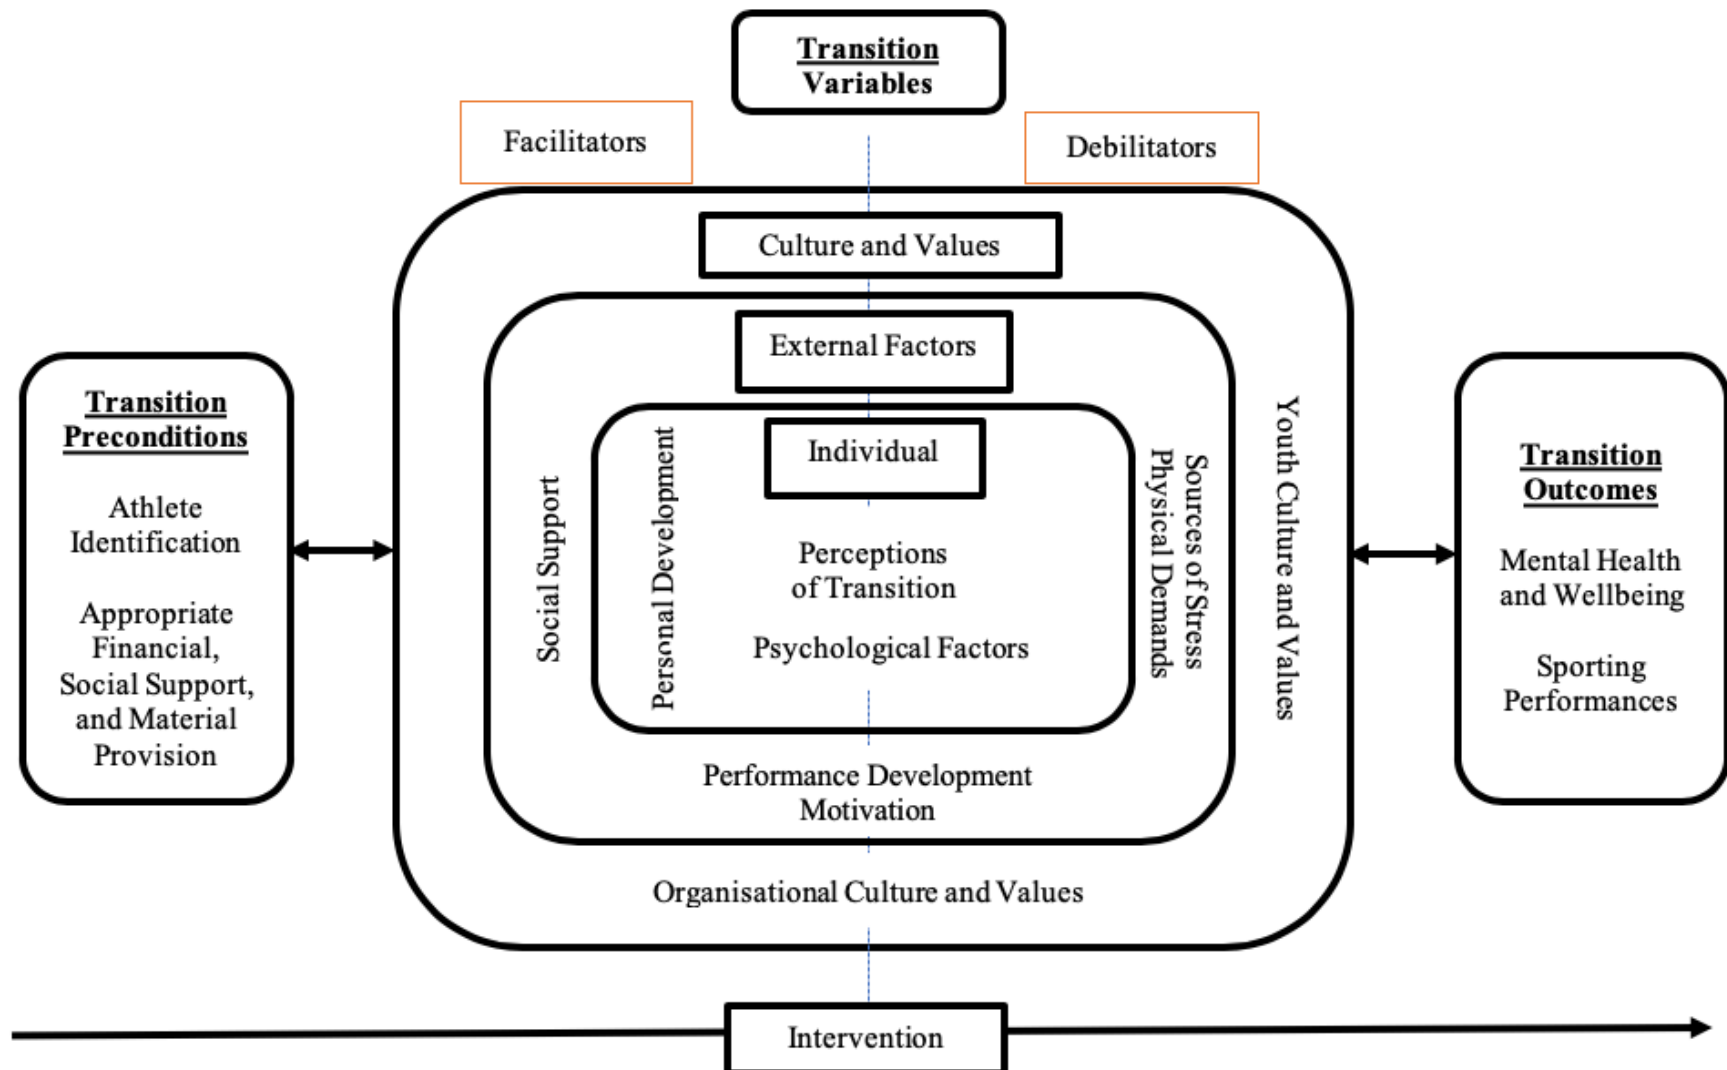 Transition
Variables
Facilitators
Debilitators
Culture and Values
External Factors
Individual
Transition
Preconditions
Athlete
Identification
Appropriate
Financial,
Social Support,
and Material
Provision
Social Support
Personal Development
Perceptions
of Transition
Psychological Factors
Sources of Stress
Physical Demands
Youth Culture and Values
Transition
Outcomes
Mental Health
and Wellbeing
Sporting
Performances
Performance Development
Motivation
Organisational Culture and Values
Intervention